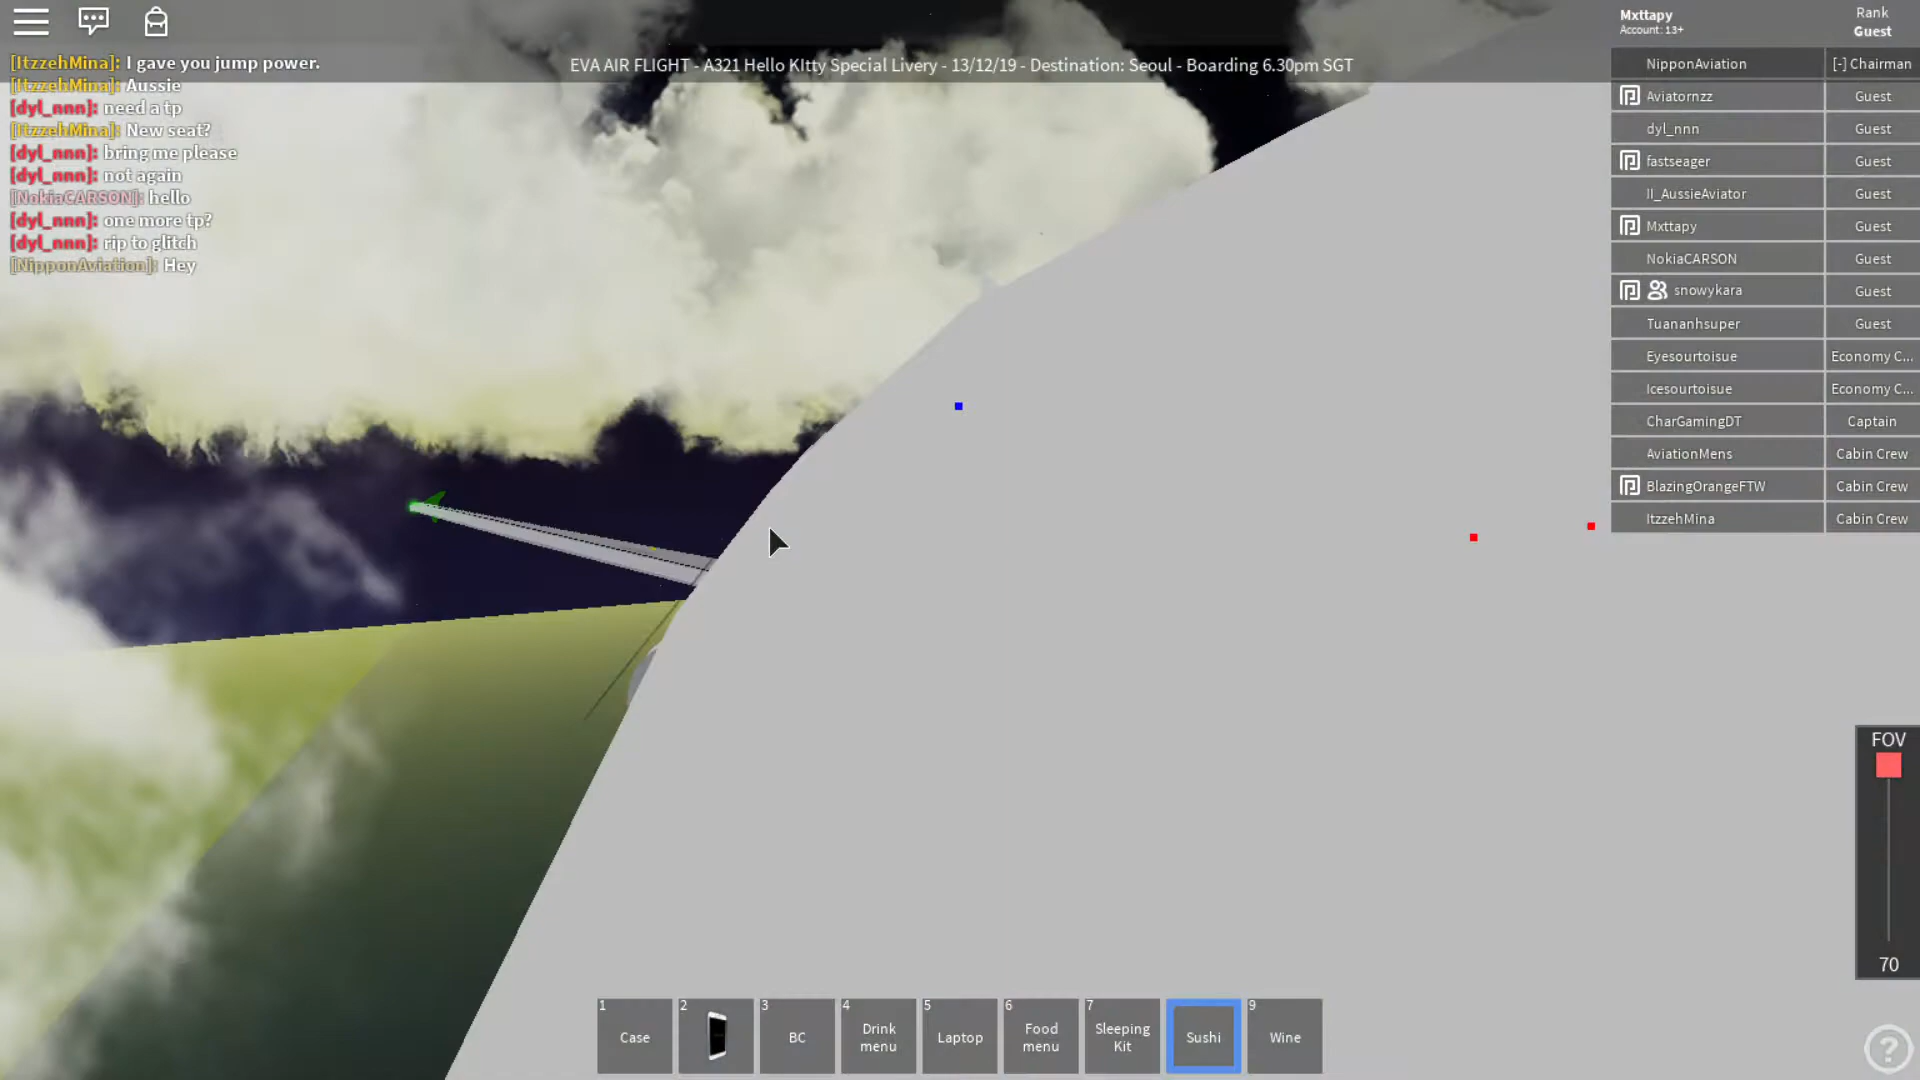 [ItzzehMina]: I gave you jump power.
[ItzzehMina]: Aussie
[dyl_nnn]: need a tp
[ItzzehMina]: New seat?
[dyl_nnn]: bring me please
[dyl_nnn]: not again
[NokiaCARSON]: hello
[dyl_nnn]: one more tp?
[dyl_nnn]: rip to glitch
[NipponAviation]: Hey
EVA AIR FLIGHT - A321 Hello KItty Special Livery - 13/12/19 - Destination: Seoul - Boarding 6.30pm SGT
Mxttapy Rank
Account: 13+ Guest
NipponAviation [-] Chairman
Aviatornzz Guest
dyl_nnn Guest
fastseager Guest
II_AussieAviator Guest
Mxttapy Guest
NokiaCARSON Guest
snowykara Guest
Tuananhsuper Guest
Eyesourtoisue Economy C...
Icesourtoisue Economy C...
CharGamingDT Captain
AviationMens Cabin Crew
BlazingOrangeFTW Cabin Crew
ItzzehMina Cabin Crew
FOV
70
1 Case
2
3 BC
4 Drink menu
5 Laptop
6 Food menu
7 Sleeping Kit
Sushi
9 Wine
?